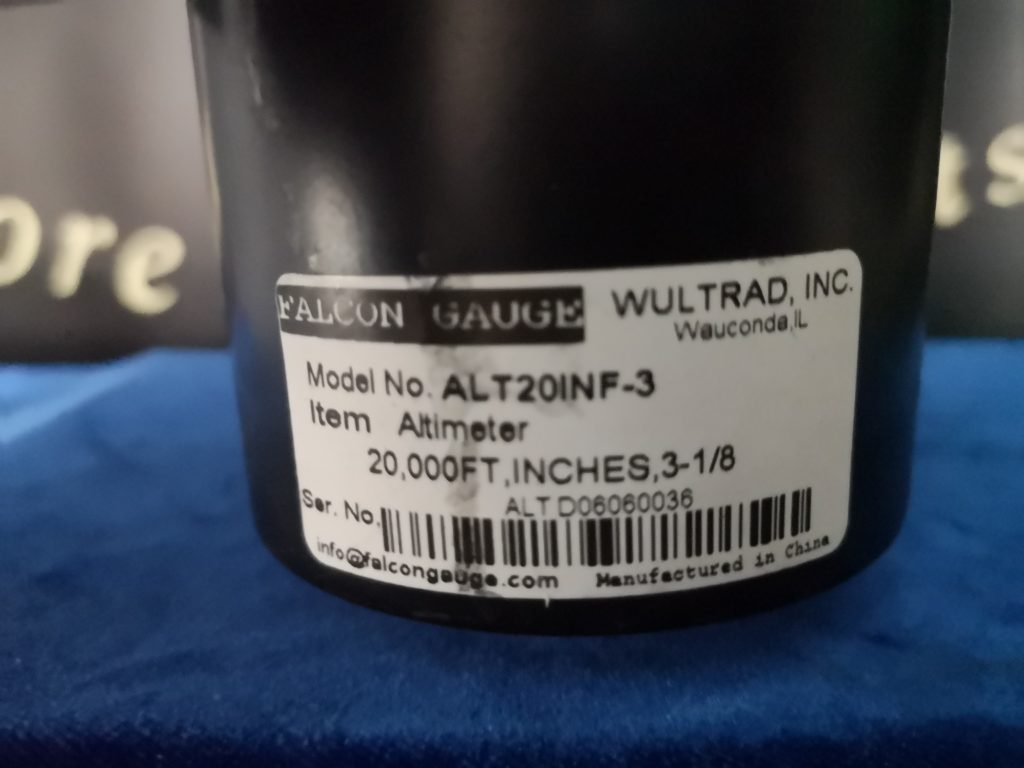 FALCON GAUGE WULTRAD, INC.
Wauconda,IL
Model No. ALT20INF-3
Item Altimeter
20,000FT,INCHES,3-1/8
Ser. No. ALT D06060036
info@falcongauge.com Manufactured in China
ore